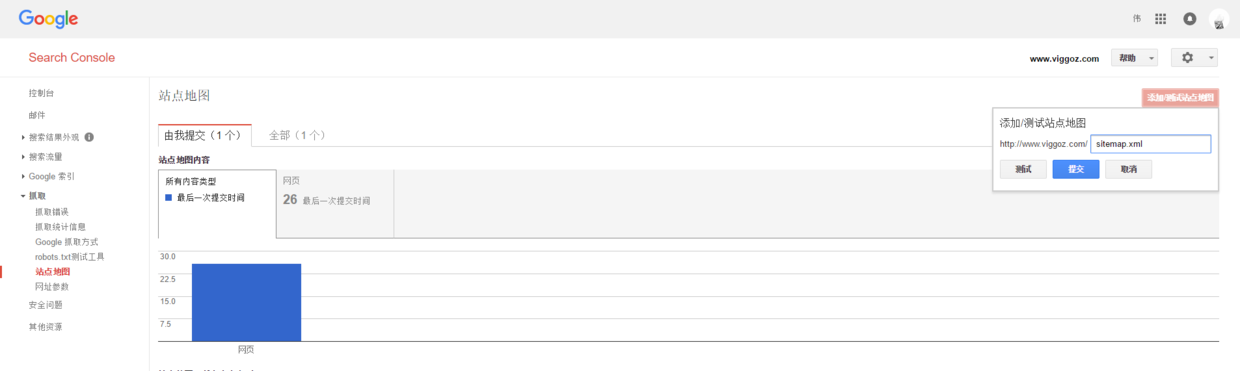 Google
伟
Search Console
www.viggoz.com
帮助
控制台
邮件
搜索结果外观
搜索流量
Google 索引
抓取
抓取错误
抓取统计信息
Google 抓取方式
robots.txt测试工具
站点地图
网址参数
安全问题
其他资源
站点地图
添加/测试站点地图
由我提交（1 个）
全部（1 个）
站点地图内容
所有内容类型
最后一次提交时间
网页
26 最后一次提交时间
添加/测试站点地图
http://www.viggoz.com/ sitemap.xml
测试 提交 取消
30.0
22.5
15.0
7.5
网页